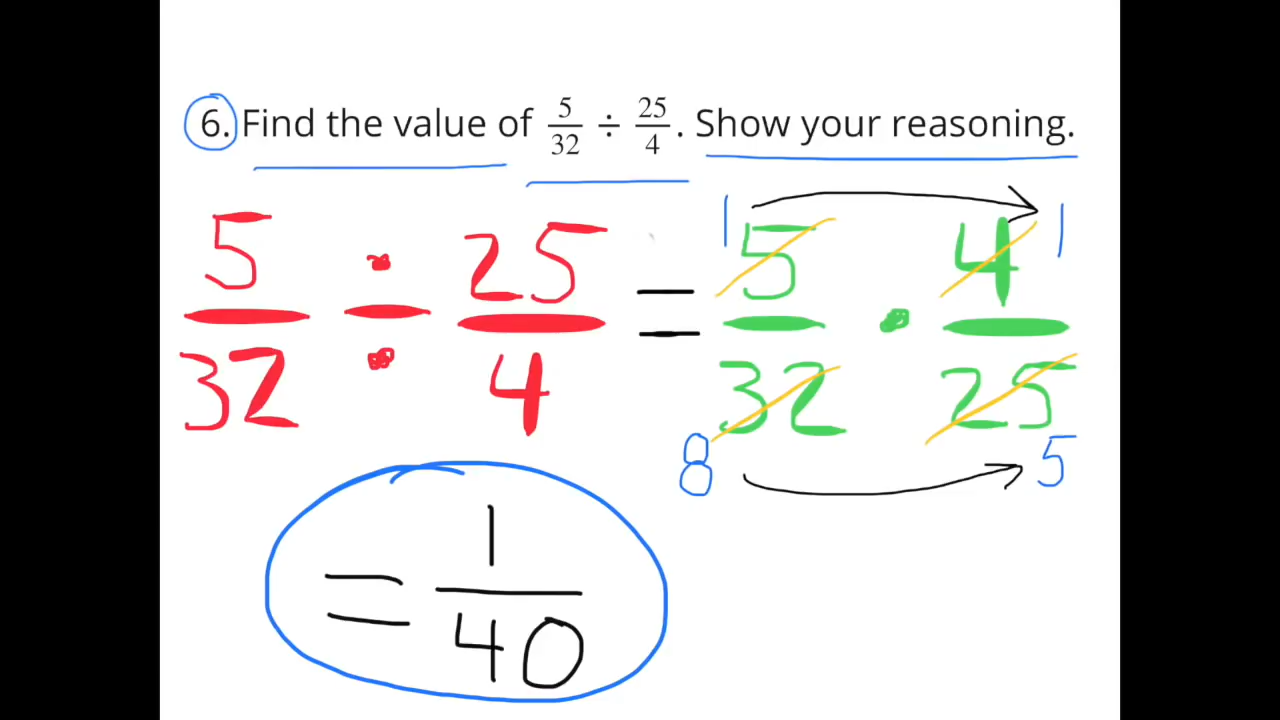 6. Find the value of 5/32 ÷ 25/4. Show your reasoning.
5/32 ÷ 25/4 = 5/32 · 4/25
1 1
8 5
= 1/40